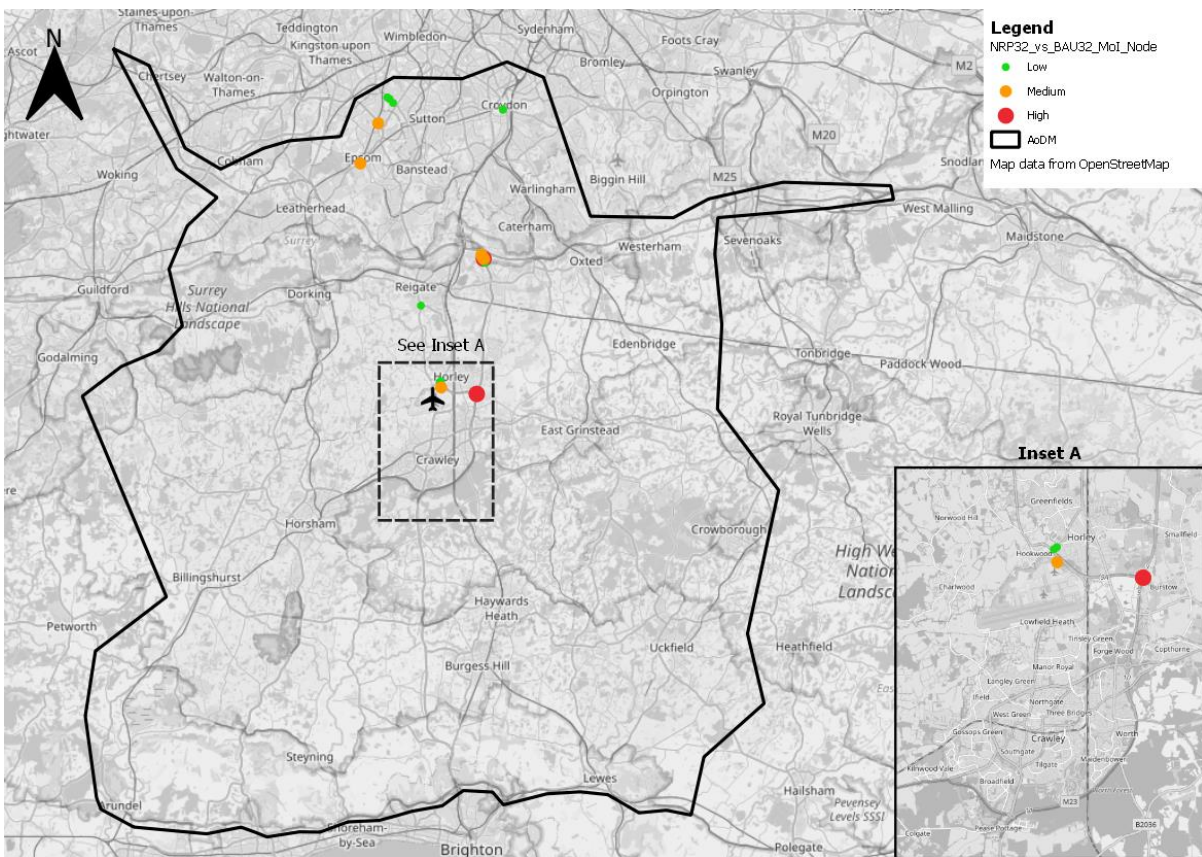 Staines-upon-
Thames
Teddington
Wimbledon
Sydenham
Ascot
Kingston upon
Thames
Foots Cray
N
Chertsey
Walton-on-
Thames
Bromley
Swanley
M2
Orpington
Croydon
Sutton
Epsom
Cobham
Banstead
M20
Woking
Biggin Hill
Warlingham
M25
Leatherhead
Caterham
West Malling
Surrey
Westerham
Sevenoaks
Maidstone
Oxted
Guildford
Surrey
Hills National
Landscape
Dorking
Reigate
See Inset A
Edenbridge
Tonbridge
Paddock Wood
Godalming
Horley
Royal Tunbridge
Wells
East Grinstead
Crawley
Horsham
Crowborough
Billingshurst
Haywards
Heath
Petworth
Uckfield
Heathfield
Burgess Hill
Steyning
Lewes
Hailsham
Arundel
Pevensey
Levels SSSI
Shoreham-
by-Sea
Brighton
Polegate
Legend
NRP32_vs_BAU32_MoI_Node
Low
Medium
High
AoDM
Map data from OpenStreetMap
Inset A
Greenfields
Norwood Hill
Horley
Smallfield
Hookwood
Charlwood
Burstow
Lowfield Heath
Tinsley Green
Forge Wood
Copthorne
Manor Royal
Langley Green
Ifield
Northgate
West Green
Three Bridges
Gossops Green
Crawley
Worth
Southgate
Maidenbower
Kilnwood Vale
Tilgate
Broadfield
M23
B2036
Pease Pottage
Colgate